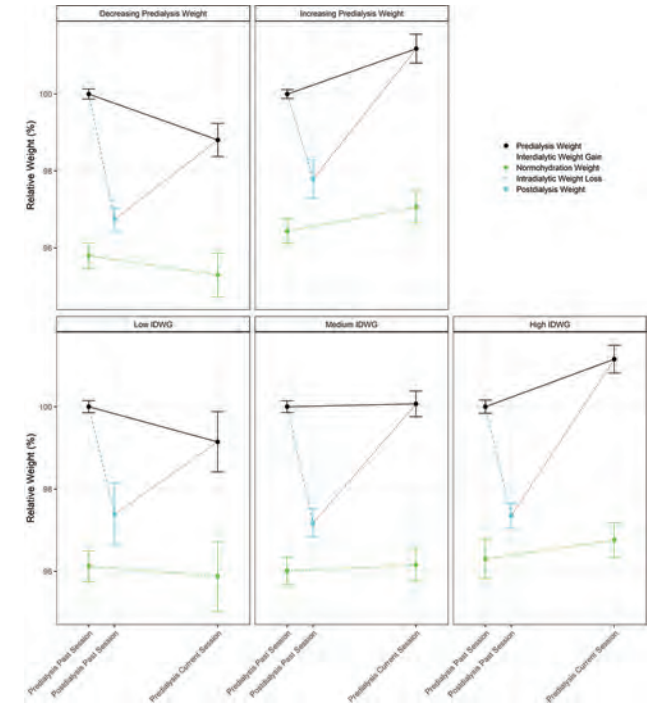 Decreasing Predialysis Weight
Increasing Predialysis Weight
Relative Weight (%)
100
98
96
Predialysis Weight
Interdialytic Weight Gain
Normohydration Weight
Intradialytic Weight Loss
Postdialysis Weight
Low IDWG
Medium IDWG
High IDWG
Relative Weight (%)
100
98
96
Predialysis Past Session
Postdialysis Past Session
Predialysis Current Session
Predialysis Past Session
Postdialysis Past Session
Predialysis Current Session
Predialysis Past Session
Postdialysis Past Session
Predialysis Current Session